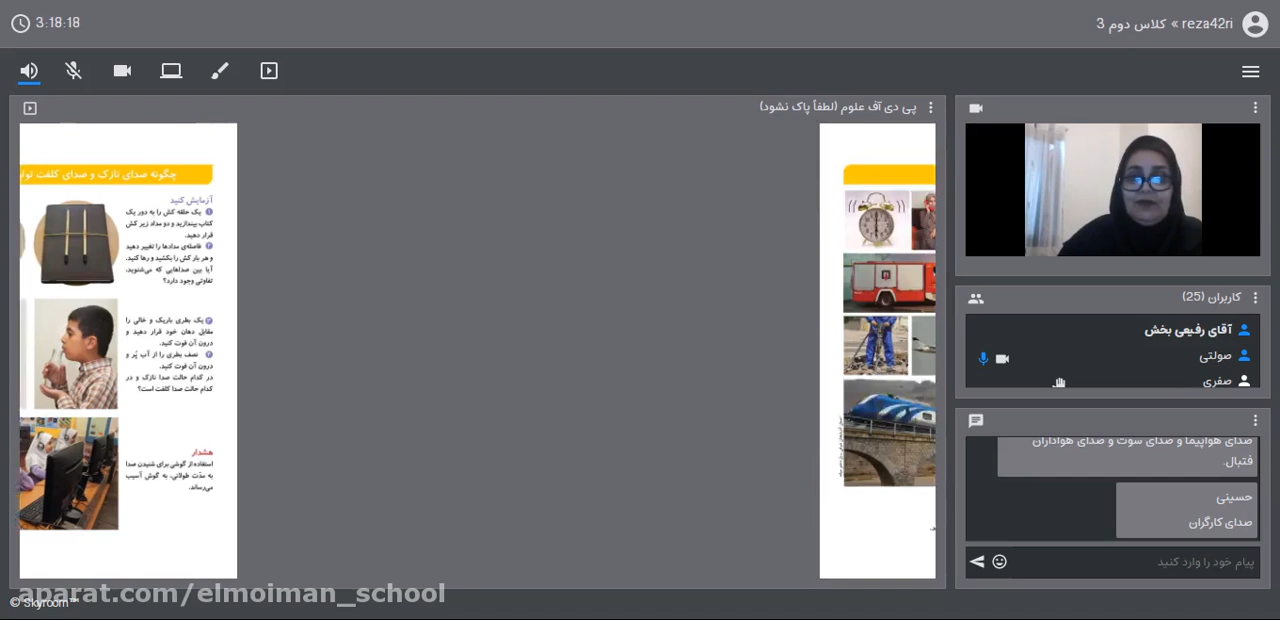 3:18:18
reza42ri » کلاس دوم 3
پی دی آف علوم (لطفاً پاک نشود)
چگونه صدای نازک و صدای کلفت تولی
آزمایش کنید
۱ یک حلقه کش را به دور یک
کتاب بیندازید و دو مداد زیر کش
قرار دهید.
۲ فاصله‌ی مدادها را تغییر دهید
و هر بار کش را بکشید و رها کنید.
آیا بین صداهایی که می‌شنوید،
تفاوتی وجود دارد؟
یک بطری باریک و خالی را
مقابل دهان خود قرار دهید و
درون آن فوت کنید.
نصف بطری را از آب پُر و
درون آن فوت کنید.
در کدام حالت صدا نازک و در
کدام حالت صدا کلفت است؟
هشدار
استفاده از گوشی برای شنیدن صدا
به مدّت طولانی، به گوش آسیب
می‌رساند.
کاربران (25)
آقای رفیعی بخش
صولتی
صفری
صدای هواپیما و صدای سوت و صدای هواداران
فتبال.
حسینی
صدای کارگران
پیام خود را وارد کنید
aparat.com/elmoiman_school
© Skyroom™